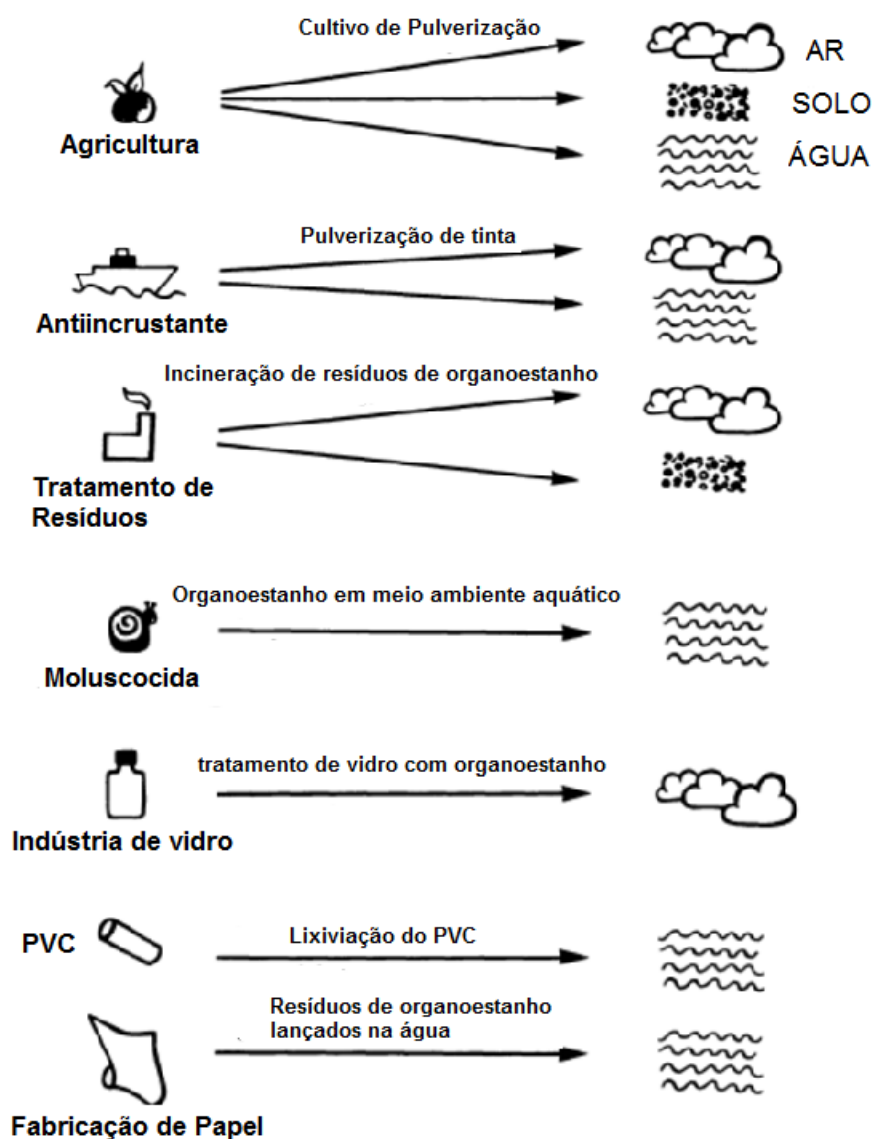 Cultivo de Pulverização
AR
SOLO
Agricultura
ÁGUA
Pulverização de tinta
Antiincrustante
Incineração de resíduos de organoestanho
Tratamento de
Resíduos
Organoestanho em meio ambiente aquático
Moluscocida
tratamento de vidro com organoestanho
Indústria de vidro
PVC
Lixiviação do PVC
Resíduos de organoestanho
lançados na água
Fabricação de Papel